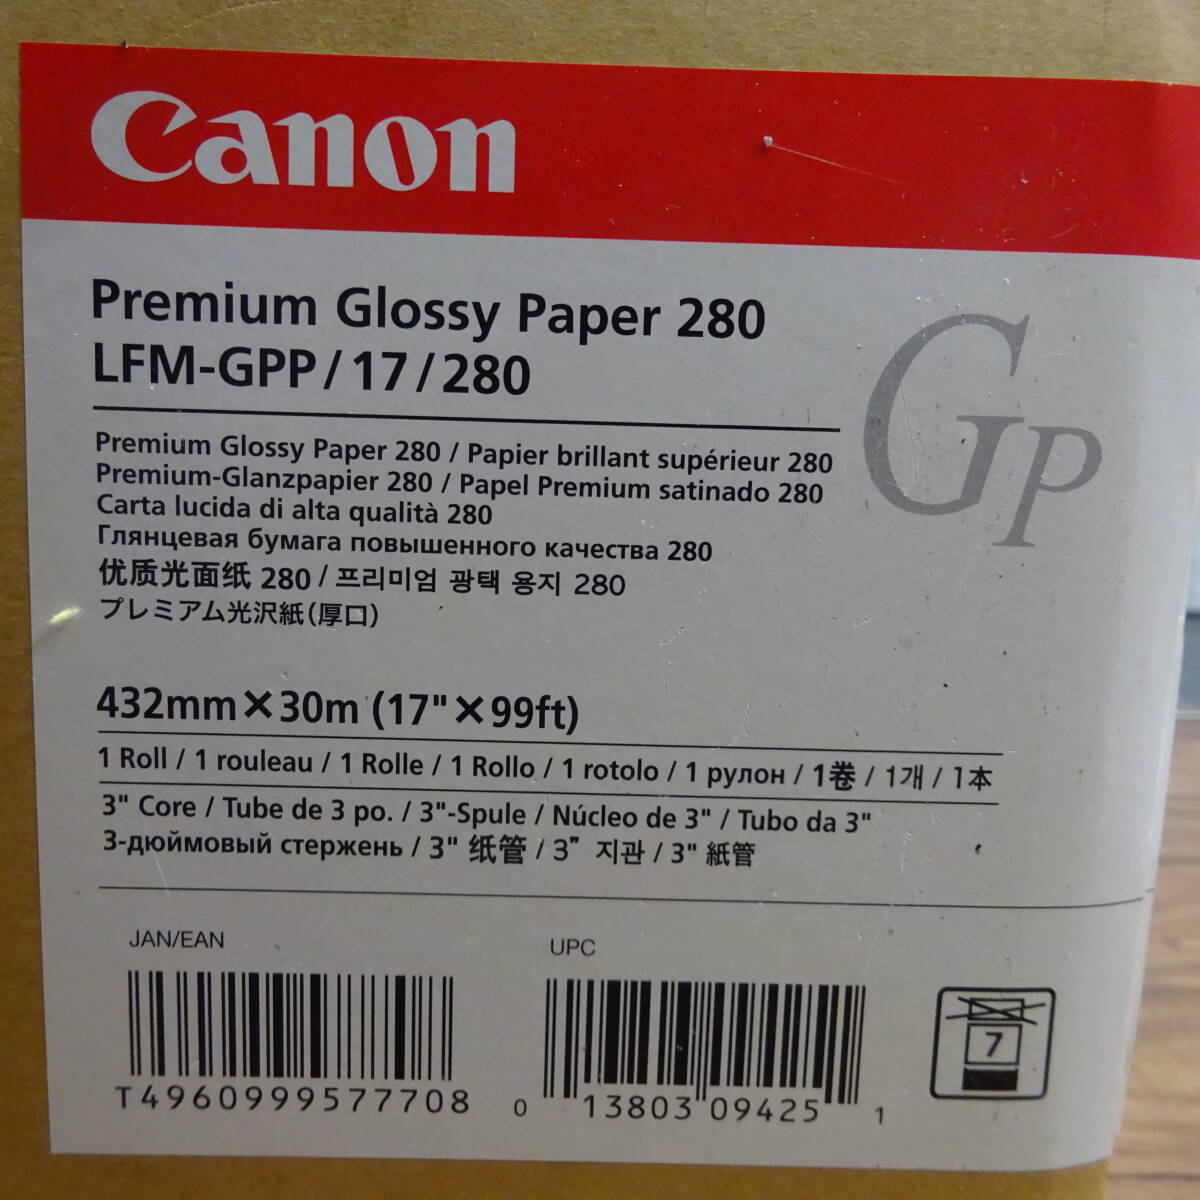 Canon
Premium Glossy Paper 280
LFM-GPP/17/280
GP
Premium Glossy Paper 280 / Papier brillant supérieur 280
Premium-Glanzpapier 280 / Papel Premium satinado 280
Carta lucida di alta qualità 280
Глянцевая бумага повышенного качества 280
优质光面纸 280 / 프리미엄 광택 용지 280
プレミアム光沢紙(厚口)
432mm×30m (17"×99ft)
1 Roll / 1 rouleau / 1 Rolle / 1 Rollo / 1 rotolo / 1 рулон / 1卷 / 1개 / 1本
3" Core / Tube de 3 po. / 3"-Spule / Núcleo de 3" / Tubo da 3"
3-дюймовый стержень / 3" 纸管 / 3” 지관 / 3" 紙管
JAN/EAN
UPC
T4960999577708
0 13803 09425 1
7